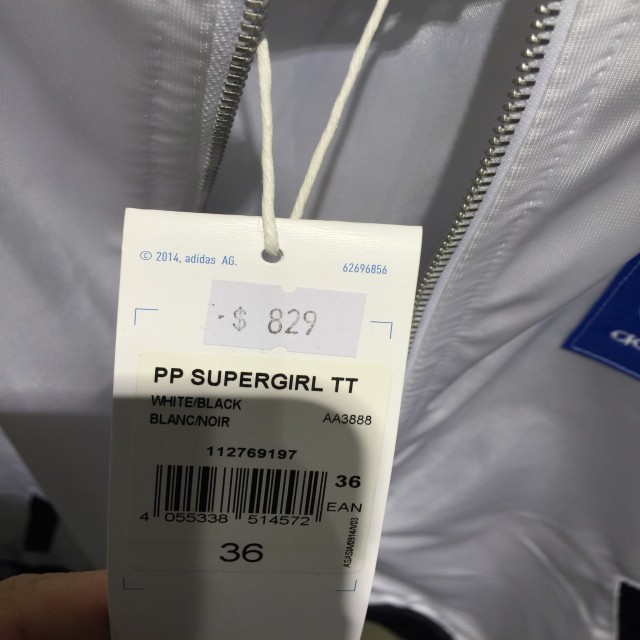 © 2014, adidas AG.
62696856
$ 829
PP SUPERGIRL TT
WHITE/BLACK
BLANC/NOIR AA3888
112769197
36
EAN
4 055338 514572
36